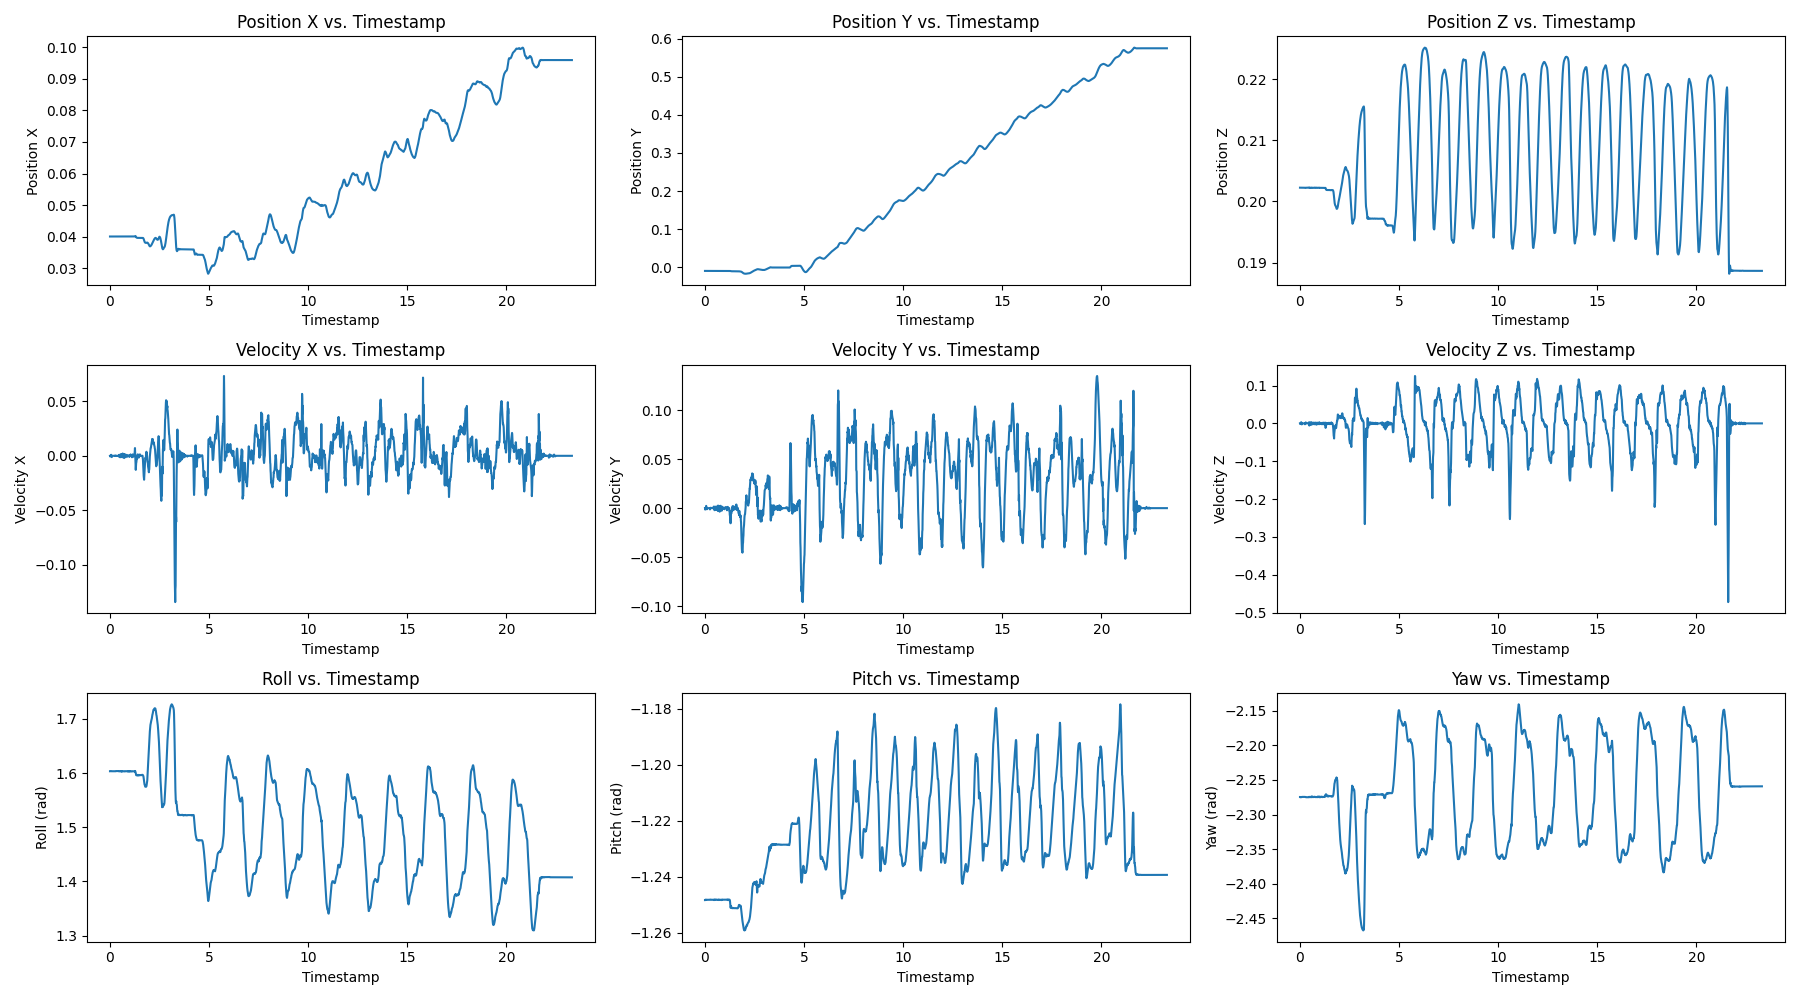 Position X vs. Timestamp
Position X
0.10
0.09
0.08
0.07
0.06
0.05
0.04
0.03
0 5 10 15 20
Timestamp
Position Y vs. Timestamp
Position Y
0.6
0.5
0.4
0.3
0.2
0.1
0.0
0 5 10 15 20
Timestamp
Position Z vs. Timestamp
Position Z
0.22
0.21
0.20
0.19
0 5 10 15 20
Timestamp
Velocity X vs. Timestamp
Velocity X
0.05
0.00
−0.05
−0.10
0 5 10 15 20
Timestamp
Velocity Y vs. Timestamp
Velocity Y
0.10
0.05
0.00
−0.05
−0.10
0 5 10 15 20
Timestamp
Velocity Z vs. Timestamp
Velocity Z
0.1
0.0
−0.1
−0.2
−0.3
−0.4
−0.5
0 5 10 15 20
Timestamp
Roll vs. Timestamp
Roll (rad)
1.7
1.6
1.5
1.4
1.3
0 5 10 15 20
Timestamp
Pitch vs. Timestamp
Pitch (rad)
−1.18
−1.20
−1.22
−1.24
−1.26
0 5 10 15 20
Timestamp
Yaw vs. Timestamp
Yaw (rad)
−2.15
−2.20
−2.25
−2.30
−2.35
−2.40
−2.45
0 5 10 15 20
Timestamp